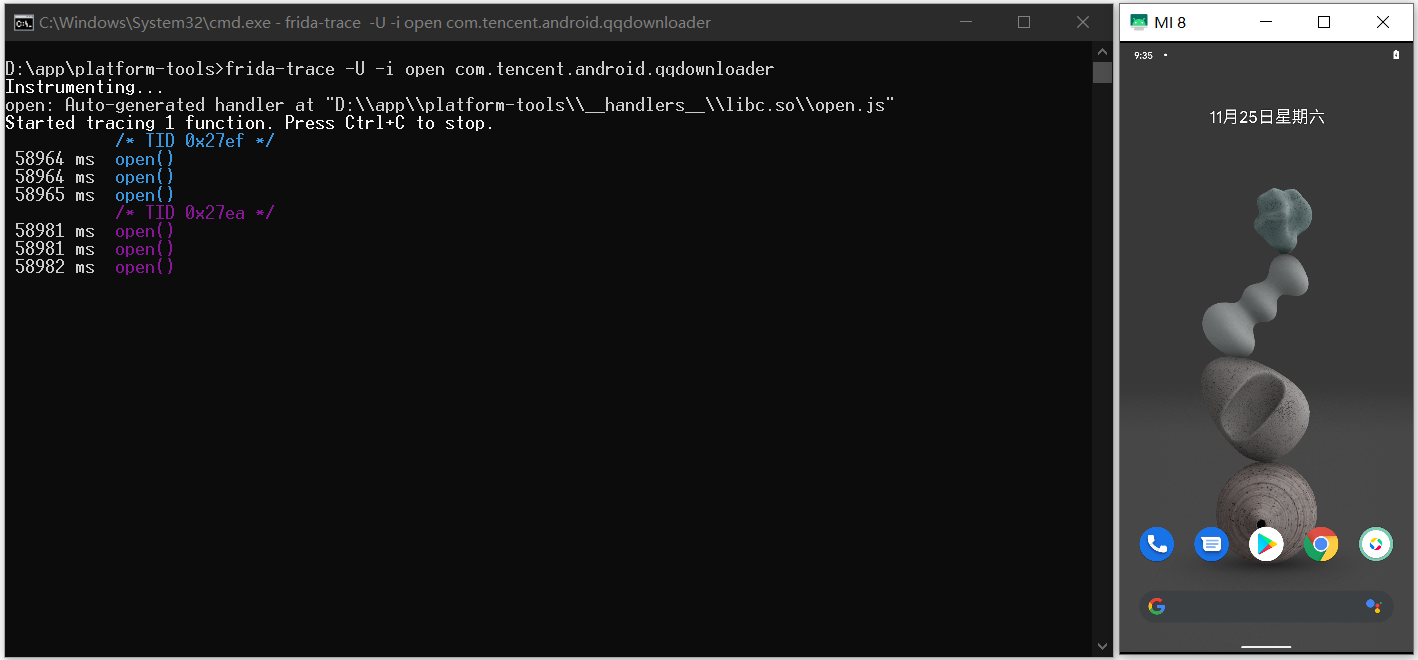 C:\Windows\System32\cmd.exe - frida-trace  -U -i open com.tencent.android.qqdownloader
D:\app\platform-tools>frida-trace -U -i open com.tencent.android.qqdownloader
Instrumenting...
open: Auto-generated handler at "D:\\app\\platform-tools\\__handlers__\\libc.so\\open.js"
Started tracing 1 function. Press Ctrl+C to stop.
/* TID 0x27ef */
58964 ms  open()
58964 ms  open()
58965 ms  open()
/* TID 0x27ea */
58981 ms  open()
58981 ms  open()
58982 ms  open()
MI 8
9:35
11月25日星期六